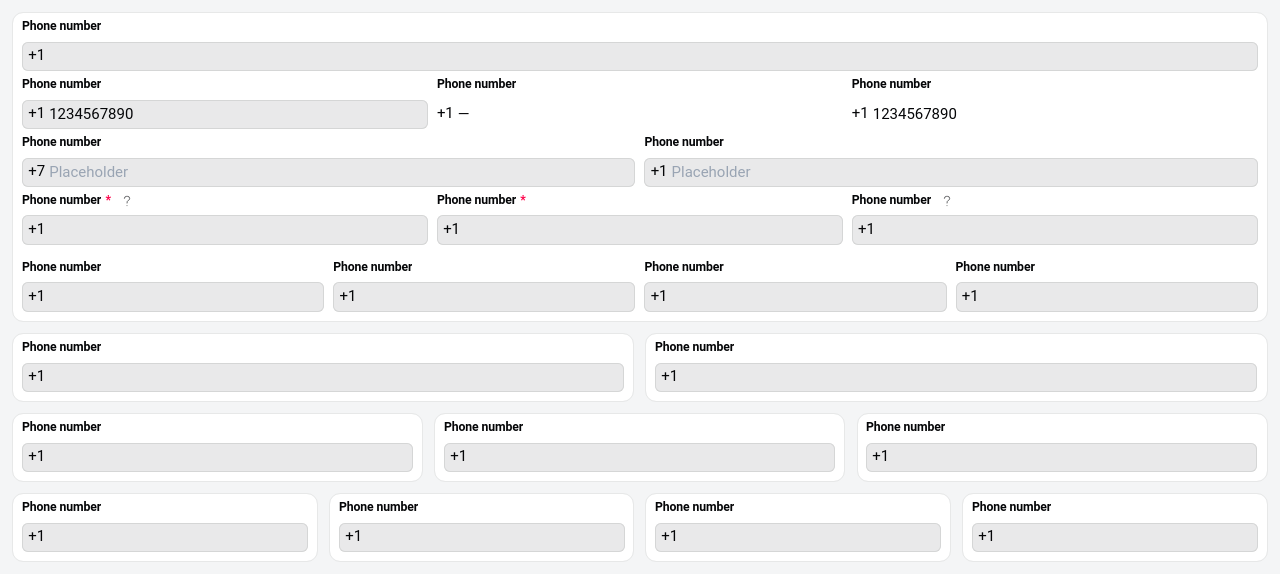 Phone number
+1
Phone number Phone number Phone number
+1 1234567890 +1 — +1 1234567890
Phone number Phone number
+7 Placeholder +1 Placeholder
Phone number * ? Phone number * Phone number ?
+1 +1 +1
Phone number Phone number Phone number Phone number
+1 +1 +1 +1
Phone number Phone number
+1 +1
Phone number Phone number Phone number
+1 +1 +1
Phone number Phone number Phone number Phone number
+1 +1 +1 +1